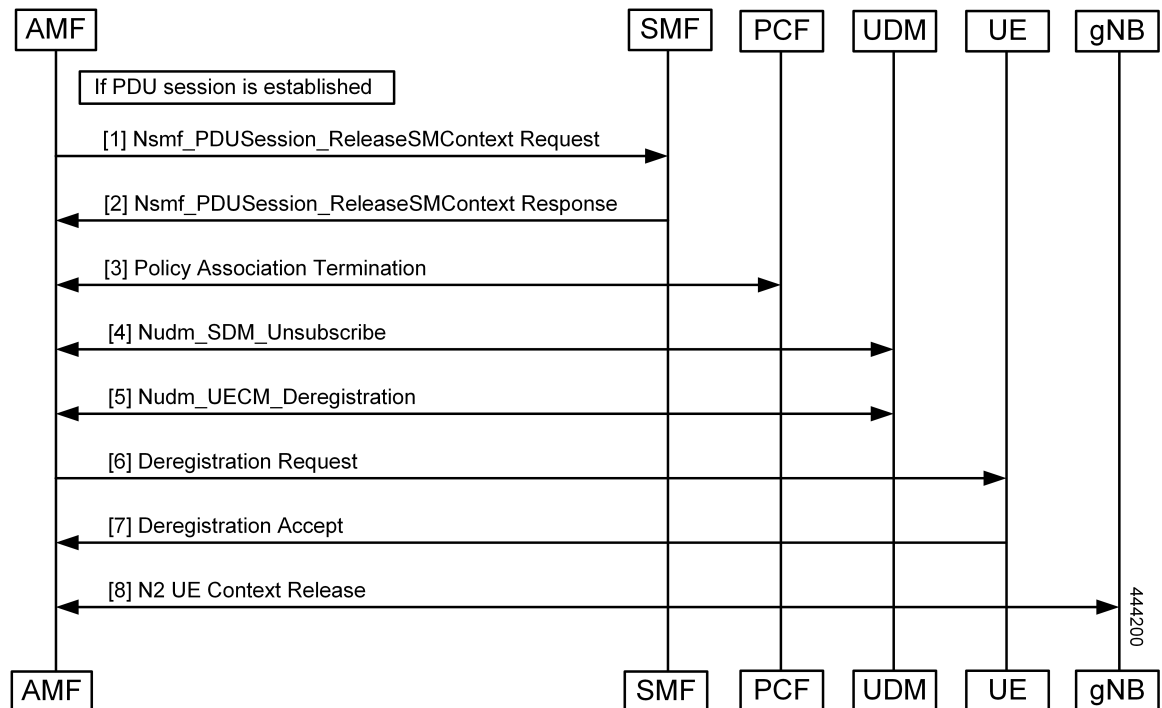 AMF SMF PCF UDM UE gNB
If PDU session is established
[1] Nsmf_PDUSession_ReleaseSMContext Request
[2] Nsmf_PDUSession_ReleaseSMContext Response
[3] Policy Association Termination
[4] Nudm_SDM_Unsubscribe
[5] Nudm_UECM_Deregistration
[6] Deregistration Request
[7] Deregistration Accept
[8] N2 UE Context Release
444200
AMF SMF PCF UDM UE gNB